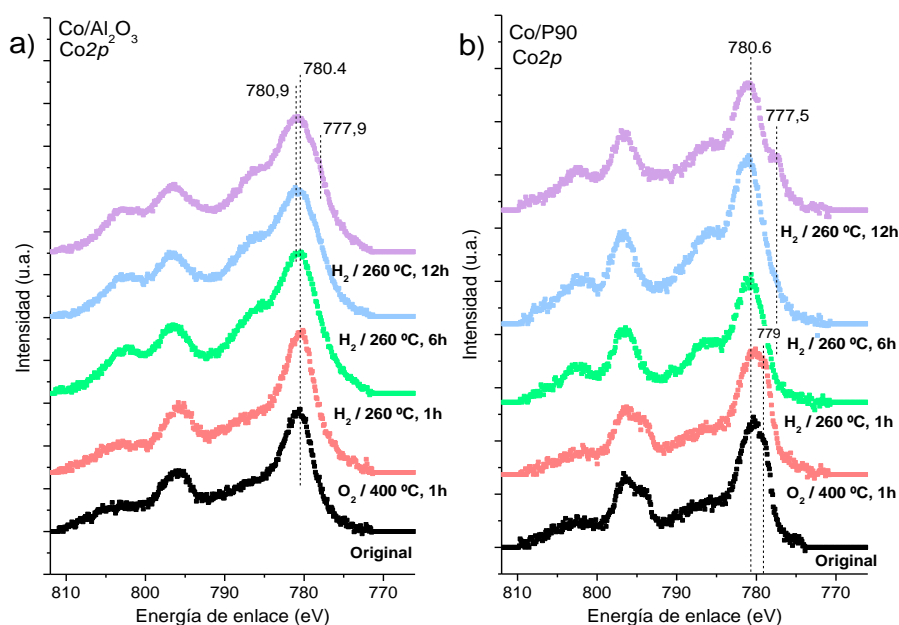 a)
Co/Al2O3
Co2p
780.4
780,9
777,9
H2 / 260 ºC, 12h
H2 / 260 ºC, 6h
H2 / 260 ºC, 1h
O2 / 400 ºC, 1h
Original
Intensidad (u.a.)
810 800 790 780 770
Energía de enlace (eV)
b)
Co/P90
Co2p
780.6
777,5
H2 / 260 ºC, 12h
779
H2 / 260 ºC, 6h
H2 / 260 ºC, 1h
O2 / 400 ºC, 1h
Original
Intensidad (u.a.)
810 800 790 780 770
Energía de enlace (eV)